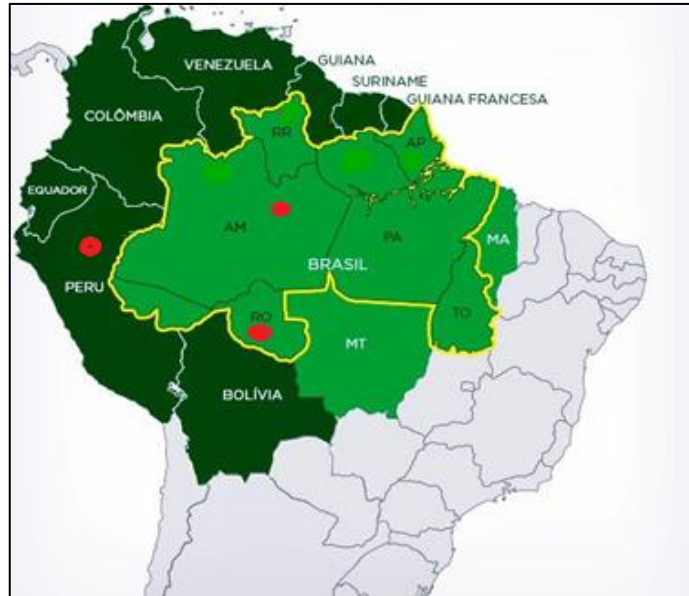 VENEZUELA
GUIANA
SURINAME
GUIANA FRANCESA
COLÔMBIA
RR
AP
EQUADOR
AM
PA
MA
BRASIL
PERU
RO
TO
MT
BOLÍVIA